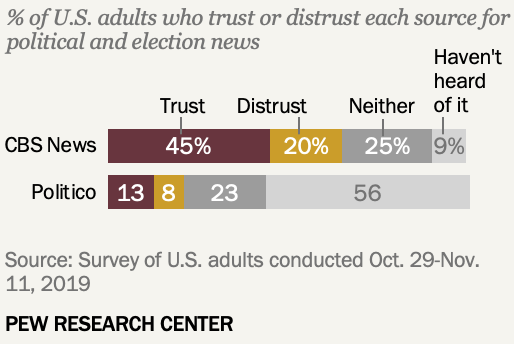 % of U.S. adults who trust or distrust each source for
political and election news
Haven't
heard
of it
Trust Distrust Neither
CBS News 45% 20% 25% 9%
Politico 13 8 23 56
Source: Survey of U.S. adults conducted Oct. 29-Nov.
11, 2019
PEW RESEARCH CENTER